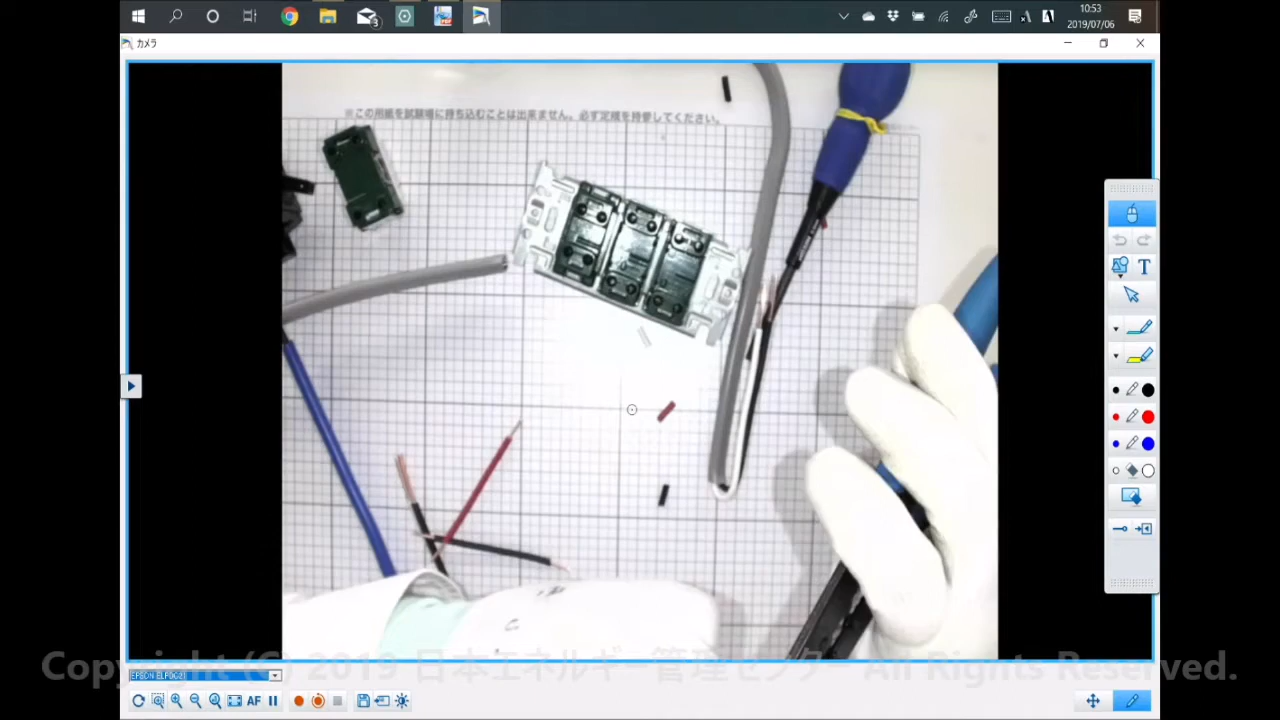 10:53
2019/07/06
3
A
A
カメラ
※この用紙を試験場に持ち込むことは出来ません。必ず定規を持参してください。
T
Copyright (C) 2019 日本エネルギー管理センター All Rights Reserved.
EPSON ELPDC21
AF